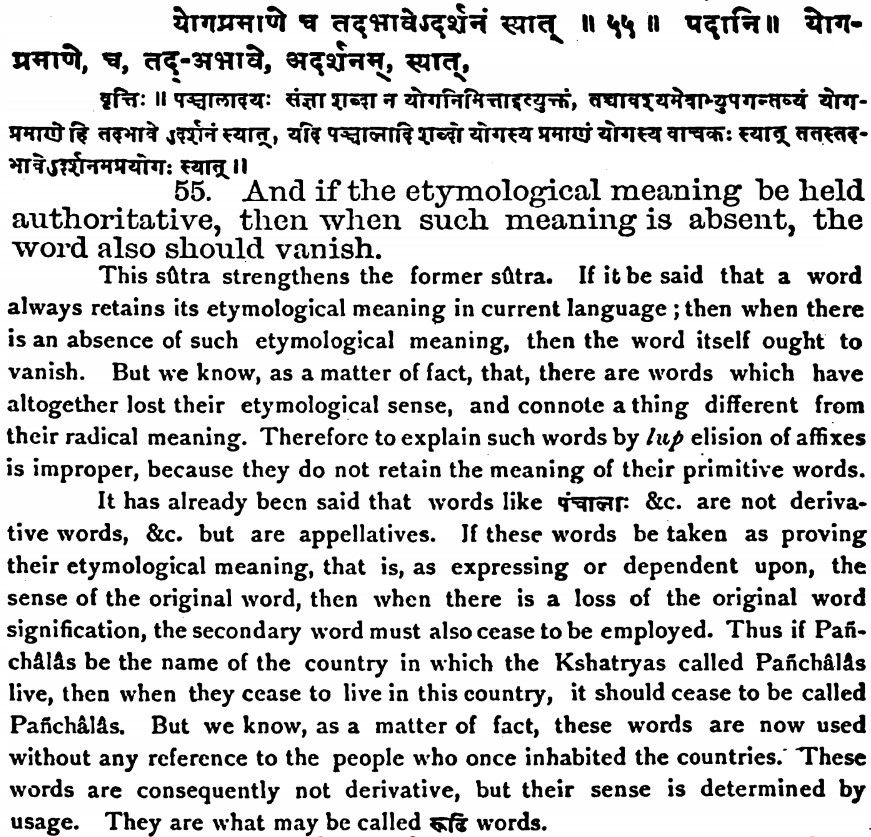 योगप्रमाणे च तदभावेऽदर्शनं स्यात् ॥ ५५ ॥ पदानि ॥ योग-
प्रमाणे, च, तद्-अभावे, अदर्शनम्, स्यात्,
वृत्तिः ॥ पञ्चालादयः संज्ञा शब्दा न योगनिमित्ताइत्युक्तं, तच्चावश्यमेवाभ्युपगन्तव्यं योग-
प्रमाणे हि तदभावे ऽदर्शनं स्यात्, यदि पञ्चालादि शब्दो योगस्य प्रमाणं योगस्य वाचकः स्यात् ततस्तद-
भावेऽदर्शनमप्रयोगः स्यात् ॥
55. And if the etymological meaning be held
authoritative, then when such meaning is absent, the
word also should vanish.
This sûtra strengthens the former sûtra. If it be said that a word
always retains its etymological meaning in current language ; then when there
is an absence of such etymological meaning, then the word itself ought to
vanish. But we know, as a matter of fact, that, there are words which have
altogether lost their etymological sense, and connote a thing different from
their radical meaning. Therefore to explain such words by lup elision of affixes
is improper, because they do not retain the meaning of their primitive words.
It has already been said that words like पंचालाः &c. are not deriva-
tive words, &c. but are appellatives. If these words be taken as proving
their etymological meaning, that is, as expressing or dependent upon, the
sense of the original word, then when there is a loss of the original word
signification, the secondary word must also cease to be employed. Thus if Pañ-
châlâs be the name of the country in which the Kshatryas called Pañchâlâs
live, then when they cease to live in this country, it should cease to be called
Pañchâlâs. But we know, as a matter of fact, these words are now used
without any reference to the people who once inhabited the countries. These
words are consequently not derivative, but their sense is determined by
usage. They are what may be called रूढि words.